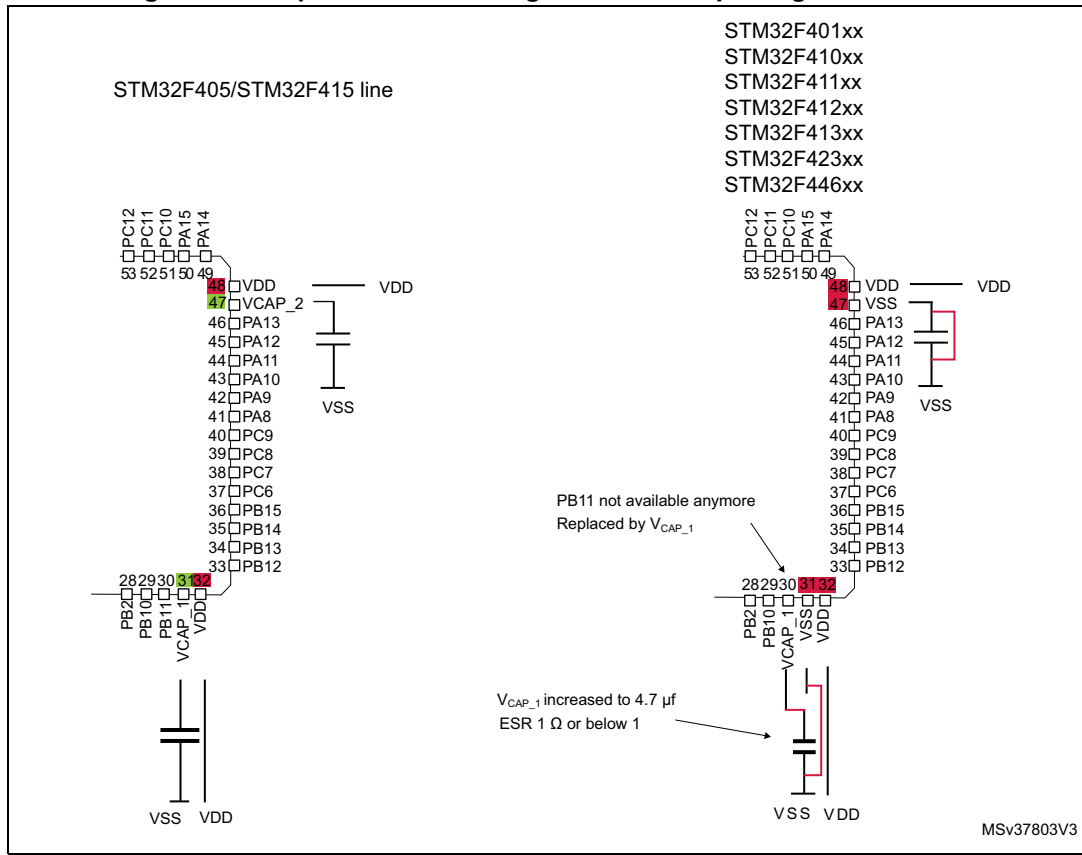 STM32F405/STM32F415 line
PC12
PC11
PC10
PA15
PA14
53 52 51 50 49
48 VDD
47 VCAP_2
46 PA13
45 PA12
44 PA11
43 PA10
42 PA9
41 PA8
40 PC9
39 PC8
38 PC7
37 PC6
36 PB15
35 PB14
34 PB13
33 PB12
28 29 30 31 32
PB2
PB10
PB11
VCAP_1
VDD
VDD
VSS
VSS VDD
STM32F401xx
STM32F410xx
STM32F411xx
STM32F412xx
STM32F413xx
STM32F423xx
STM32F446xx
PC12
PC11
PC10
PA15
PA14
53 52 51 50 49
48 VDD
47 VSS
46 PA13
45 PA12
44 PA11
43 PA10
42 PA9
41 PA8
40 PC9
39 PC8
38 PC7
37 PC6
36 PB15
35 PB14
34 PB13
33 PB12
28 29 30 31 32
PB2
PB10
VCAP_1
VSS
VDD
VDD
VSS
PB11 not available anymore
Replaced by VCAP_1
VCAP_1 increased to 4.7 µf
ESR 1 Ω or below 1
VSS VDD
MSv37803V3